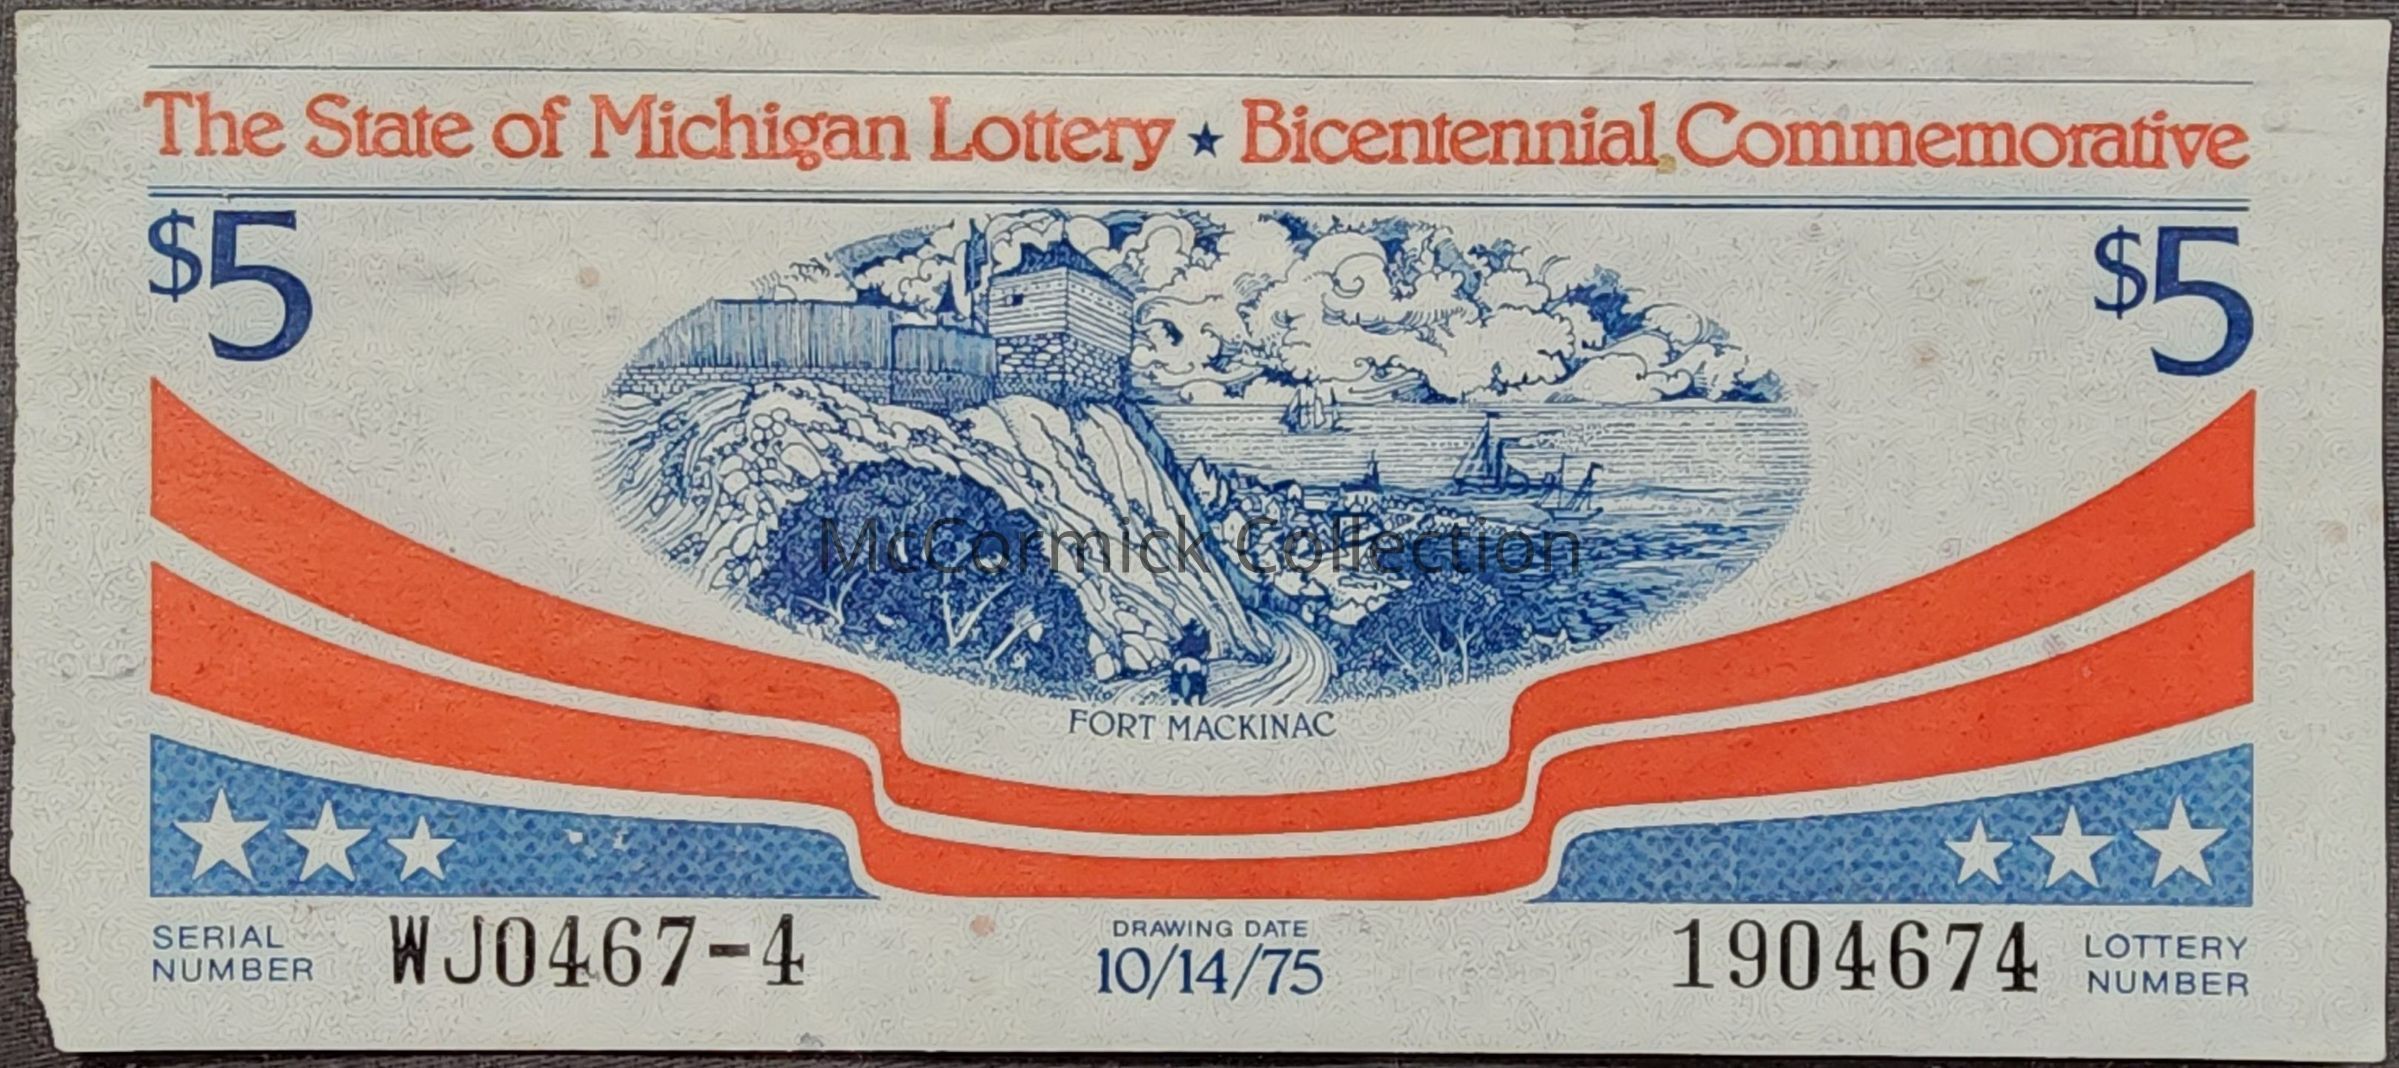 The State of Michigan Lottery ★ Bicentennial Commemorative
$5 $5
McCormick Collection
FORT MACKINAC
SERIAL NUMBER WJ0467-4
DRAWING DATE
10/14/75
1904674 LOTTERY NUMBER